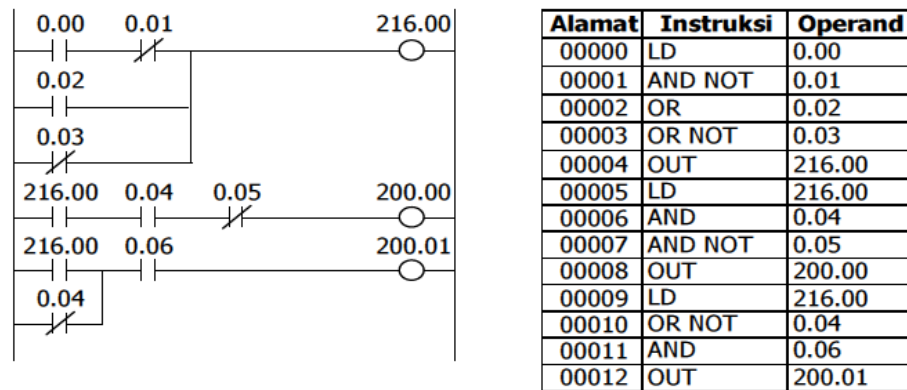 0.00 0.01 216.00
0.02
0.03
216.00 0.04 0.05 200.00
216.00 0.06 200.01
0.04
Alamat Instruksi Operand
00000 LD 0.00
00001 AND NOT 0.01
00002 OR 0.02
00003 OR NOT 0.03
00004 OUT 216.00
00005 LD 216.00
00006 AND 0.04
00007 AND NOT 0.05
00008 OUT 200.00
00009 LD 216.00
00010 OR NOT 0.04
00011 AND 0.06
00012 OUT 200.01